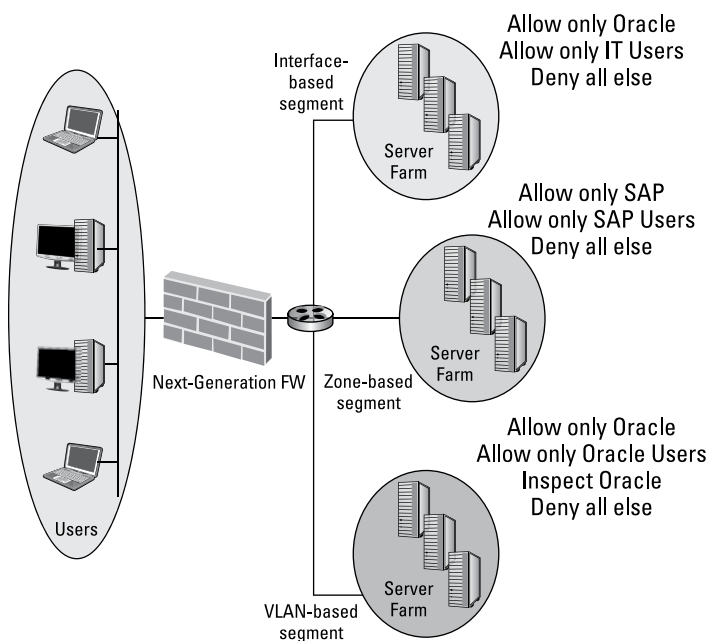 Allow only Oracle
Allow only IT Users
Deny all else
Interface-
based
segment
Server
Farm
Allow only SAP
Allow only SAP Users
Deny all else
Server
Farm
Next-Generation FW
Zone-based
segment
Allow only Oracle
Allow only Oracle Users
Inspect Oracle
Deny all else
Users
Server
Farm
VLAN-based
segment